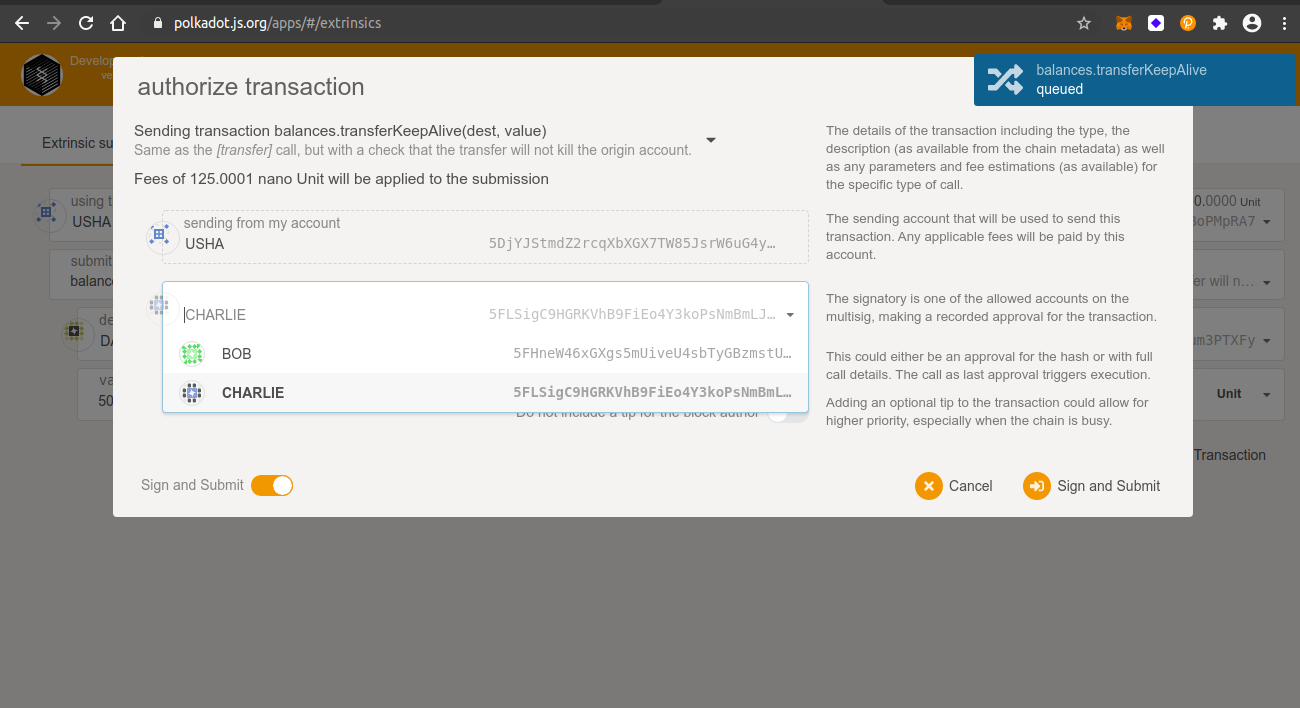 polkadot.js.org/apps/#/extrinsics
Develop
ve
authorize transaction
balances.transferKeepAlive
queued
Extrinsic su
Sending transaction balances.transferKeepAlive(dest, value)
Same as the [transfer] call, but with a check that the transfer will not kill the origin account.
The details of the transaction including the type, the
description (as available from the chain metadata) as well
as any parameters and fee estimations (as available) for
the specific type of call.
Fees of 125.0001 nano Unit will be applied to the submission
using t
USHA
0.0000 Unit
BoPMpRA7
sending from my account
USHA
5DjYJStmdZ2rcqXbXGX7TW85JsrW6uG4y…
The sending account that will be used to send this
transaction. Any applicable fees will be paid by this
account.
submit
balance
er will n…
CHARLIE
5FLSigC9HGRKVhB9FiEo4Y3koPsNmBmLJ…
The signatory is one of the allowed accounts on the
multisig, making a recorded approval for the transaction.
de
DA
um3PTXFy
BOB
5FHneW46xGXgs5mUiveU4sbTyGBzmstU…
This could either be an approval for the hash or with full
call details. The call as last approval triggers execution.
va
50
Unit
CHARLIE
5FLSigC9HGRKVhB9FiEo4Y3koPsNmBmL…
Do not include a tip for the block author
Adding an optional tip to the transaction could allow for
higher priority, especially when the chain is busy.
Transaction
Sign and Submit
Cancel
Sign and Submit